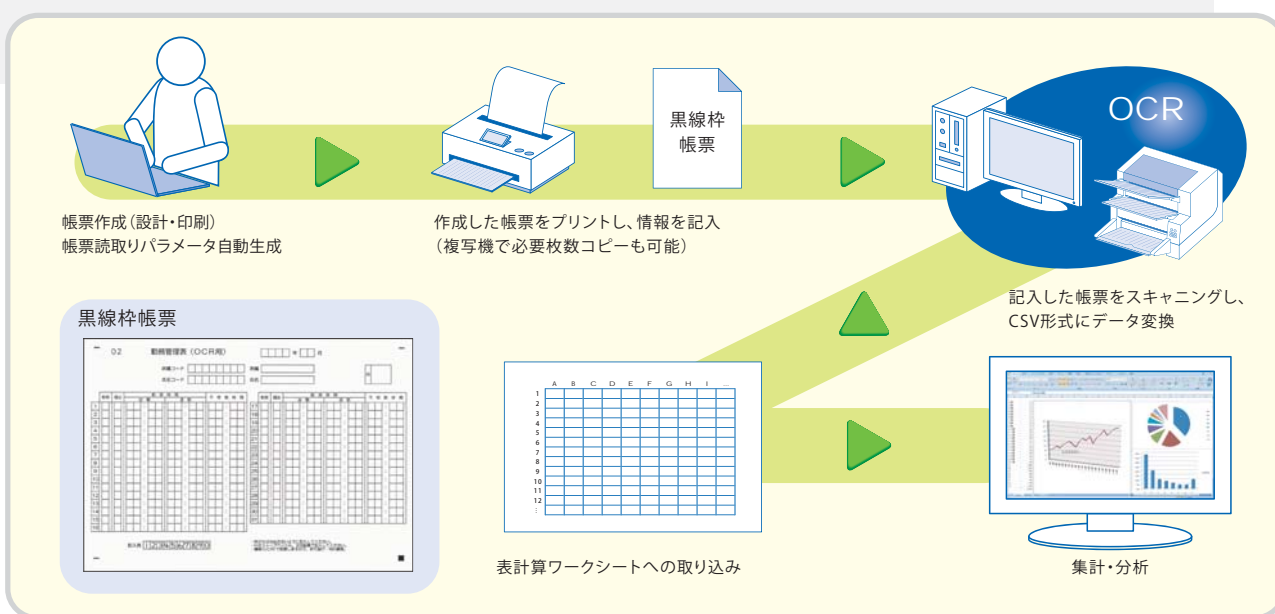 OCR
黒線枠
帳票
帳票作成（設計・印刷）
帳票読取りパラメータ自動生成
作成した帳票をプリントし、情報を記入
（複写機で必要枚数コピーも可能）
記入した帳票をスキャニングし、
CSV形式にデータ変換
黒線枠帳票
02 勤務管理表（OCR用）
A B C D E F G H I ...
1
2
3
4
5
6
7
8
9
10
11
12
⋮
表計算ワークシートへの取り込み
集計・分析